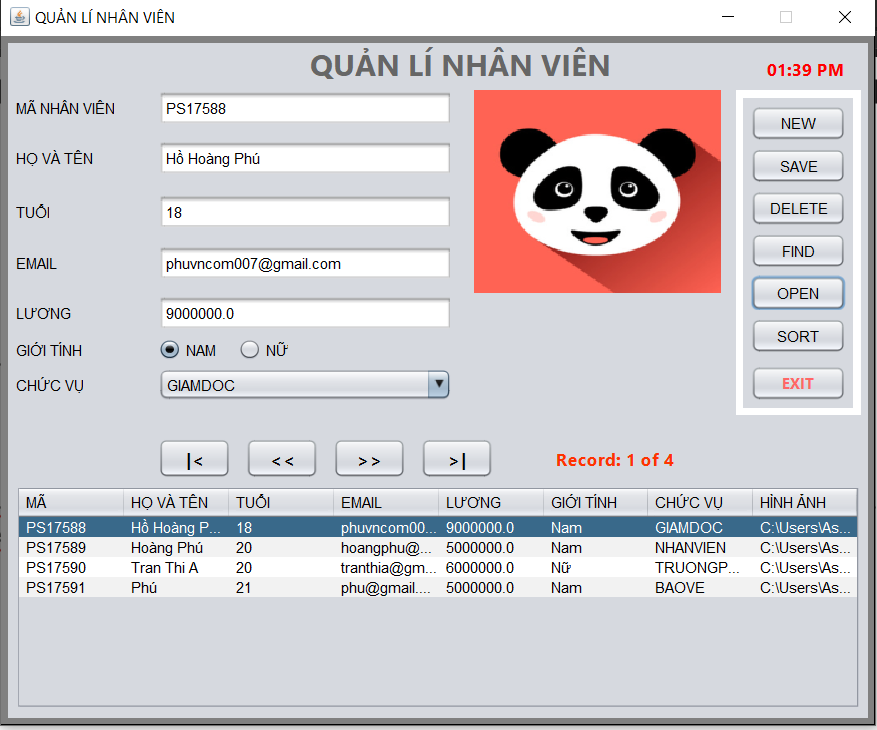 QUẢN LÍ NHÂN VIÊN
QUẢN LÍ NHÂN VIÊN
01:39 PM
MÃ NHÂN VIÊN PS17588
HỌ VÀ TÊN Hồ Hoàng Phú
TUỔI 18
EMAIL phuvncom007@gmail.com
LƯƠNG 9000000.0
GIỚI TÍNH NAM NỮ
CHỨC VỤ GIAMDOC
NEW
SAVE
DELETE
FIND
OPEN
SORT
EXIT
|< << >> >| Record: 1 of 4
MÃ HỌ VÀ TÊN TUỔI EMAIL LƯƠNG GIỚI TÍNH CHỨC VỤ HÌNH ẢNH
PS17588 Hồ Hoàng P... 18 phuvncom00... 9000000.0 Nam GIAMDOC C:\Users\As...
PS17589 Hoàng Phú 20 hoangphu@... 5000000.0 Nam NHANVIEN C:\Users\As...
PS17590 Tran Thi A 20 tranthia@gm... 6000000.0 Nữ TRUONGP... C:\Users\As...
PS17591 Phú 21 phu@gmail.... 5000000.0 Nam BAOVE C:\Users\As...